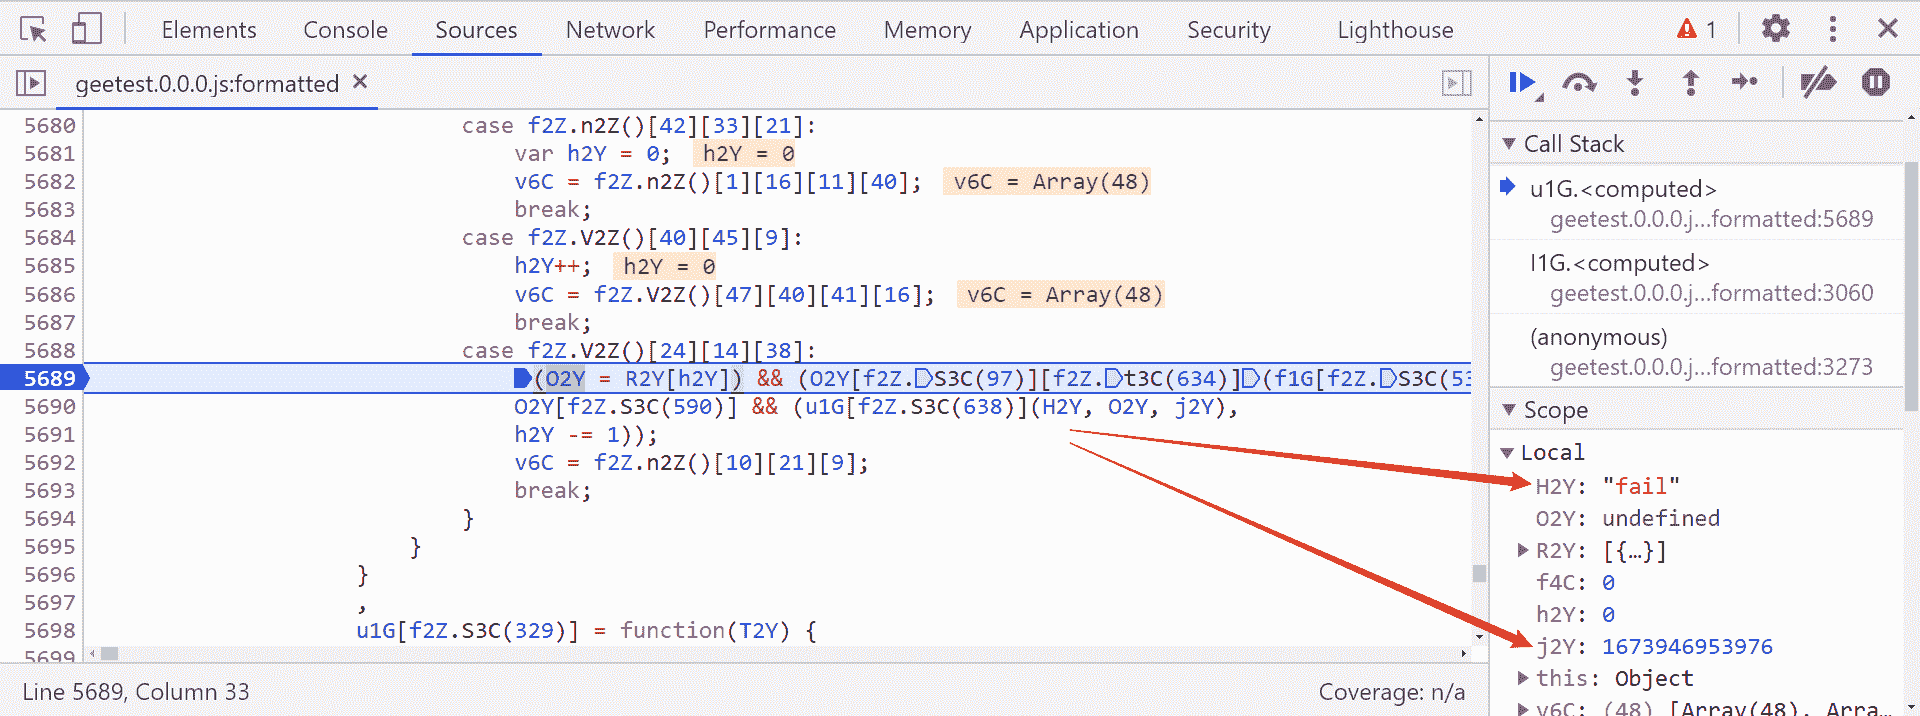 Elements Console Sources Network Performance Memory Application Security Lighthouse 1
geetest.0.0.0.js:formatted
5680 case f2Z.n2Z()[42][33][21]:
5681 var h2Y = 0; h2Y = 0
5682 v6C = f2Z.n2Z()[1][16][11][40]; v6C = Array(48)
5683 break;
5684 case f2Z.V2Z()[40][45][9]:
5685 h2Y++; h2Y = 0
5686 v6C = f2Z.V2Z()[47][40][41][16]; v6C = Array(48)
5687 break;
5688 case f2Z.V2Z()[24][14][38]:
5689 (O2Y = R2Y[h2Y]) && (O2Y[f2Z.S3C(97)][f2Z.t3C(634)](f1G[f2Z.S3C(53
5690 O2Y[f2Z.S3C(590)] && (u1G[f2Z.S3C(638)](H2Y, O2Y, j2Y),
5691 h2Y -= 1));
5692 v6C = f2Z.n2Z()[10][21][9];
5693 break;
5694 }
5695 }
5696 }
5697 ,
5698 u1G[f2Z.S3C(329)] = function(T2Y) {
5699
Line 5689, Column 33
Coverage: n/a
Call Stack
u1G.<computed>
geetest.0.0.0.j…formatted:5689
l1G.<computed>
geetest.0.0.0.j…formatted:3060
(anonymous)
geetest.0.0.0.j…formatted:3273
Scope
Local
H2Y: "fail"
O2Y: undefined
R2Y: [{…}]
f4C: 0
h2Y: 0
j2Y: 1673946953976
this: Object
v6C: (48) [Array(48), Arra…